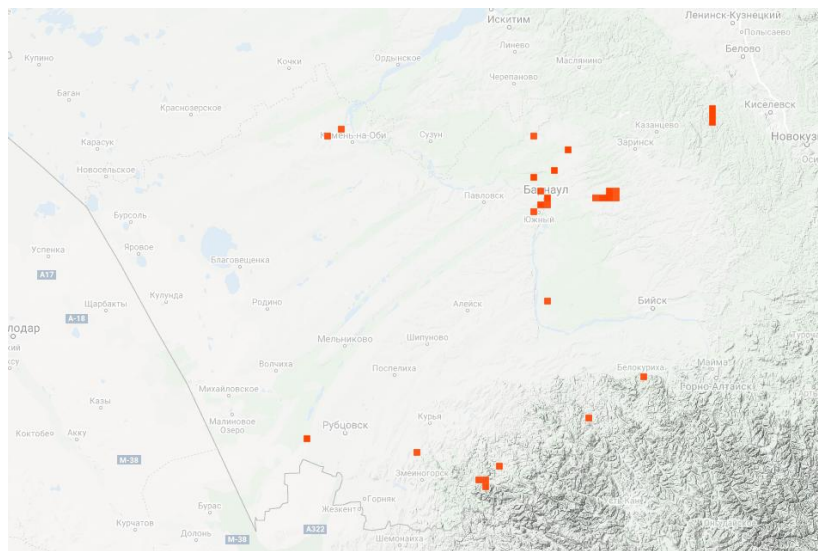 Искитим
Ленинск-Кузнецкий
Полысаево
Линево
Белово
Купино
Кочки
Ордынское
Маслянино
Черепаново
Баган
Краснозерское
Киселевск
Казанцево
Новокуз
Карасук
Камень-на-Оби
Сузун
Заринск
Новосельское
Барнаул
Павловск
Южный
Бурсоль
Успенка
Яровое
Благовещенка
A17
Кулунда
Родино
Алейск
Бийск
Щарбакты
A-18
лодар
Мельниково
Шипуново
Волчиха
Поспелиха
Белокуриха
Майма
Горно-Алтайск
Михайловское
Казы
Малиновое
Озеро
Рубцовск
Курья
Коктобея
Акку
M-38
Змеиногорск
Горняк
Бурас
Жезкент
Курчатов
Долонь
M-38
A322
Шемонаиха